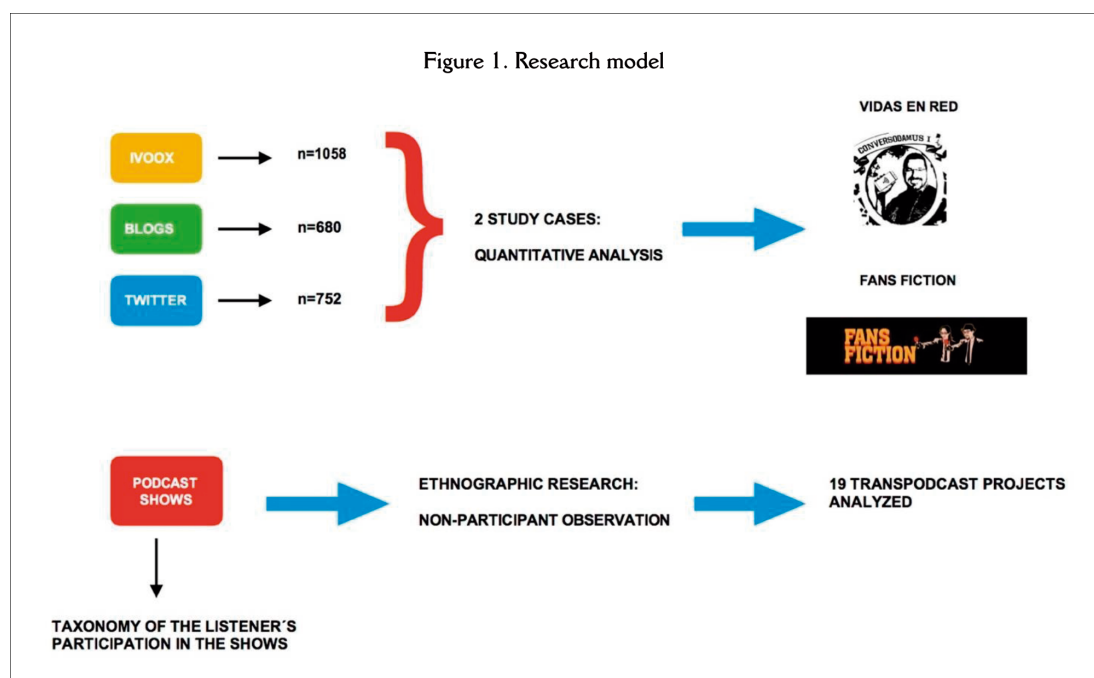 Figure 1. Research model
IVOOX
n=1058
BLOGS
n=680
TWITTER
n=752
2 STUDY CASES:
QUANTITATIVE ANALYSIS
VIDAS EN RED
CONVERSODAMUS I
FANS FICTION
FANS
FICTION
PODCAST
SHOWS
ETHNOGRAPHIC RESEARCH:
NON-PARTICIPANT OBSERVATION
19 TRANSPODCAST PROJECTS
ANALYZED
TAXONOMY OF THE LISTENER´S
PARTICIPATION IN THE SHOWS